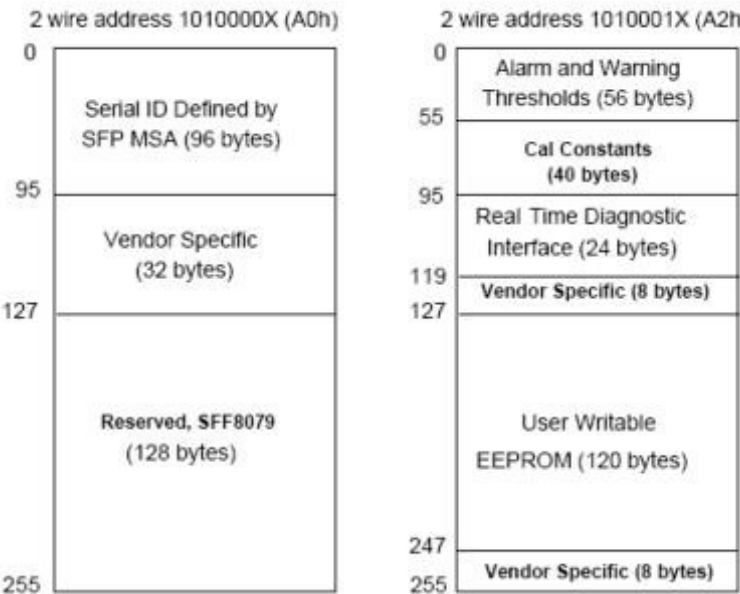 2 wire address 1010000X (A0h)
0
Serial ID Defined by
SFP MSA (96 bytes)
95
Vendor Specific
(32 bytes)
127
Reserved, SFF8079
(128 bytes)
255
2 wire address 1010001X (A2h
0
Alarm and Warning
Thresholds (56 bytes)
55
Cal Constants
(40 bytes)
95
Real Time Diagnostic
Interface (24 bytes)
119
Vendor Specific (8 bytes)
127
User Writable
EEPROM (120 bytes)
247
Vendor Specific (8 bytes)
255